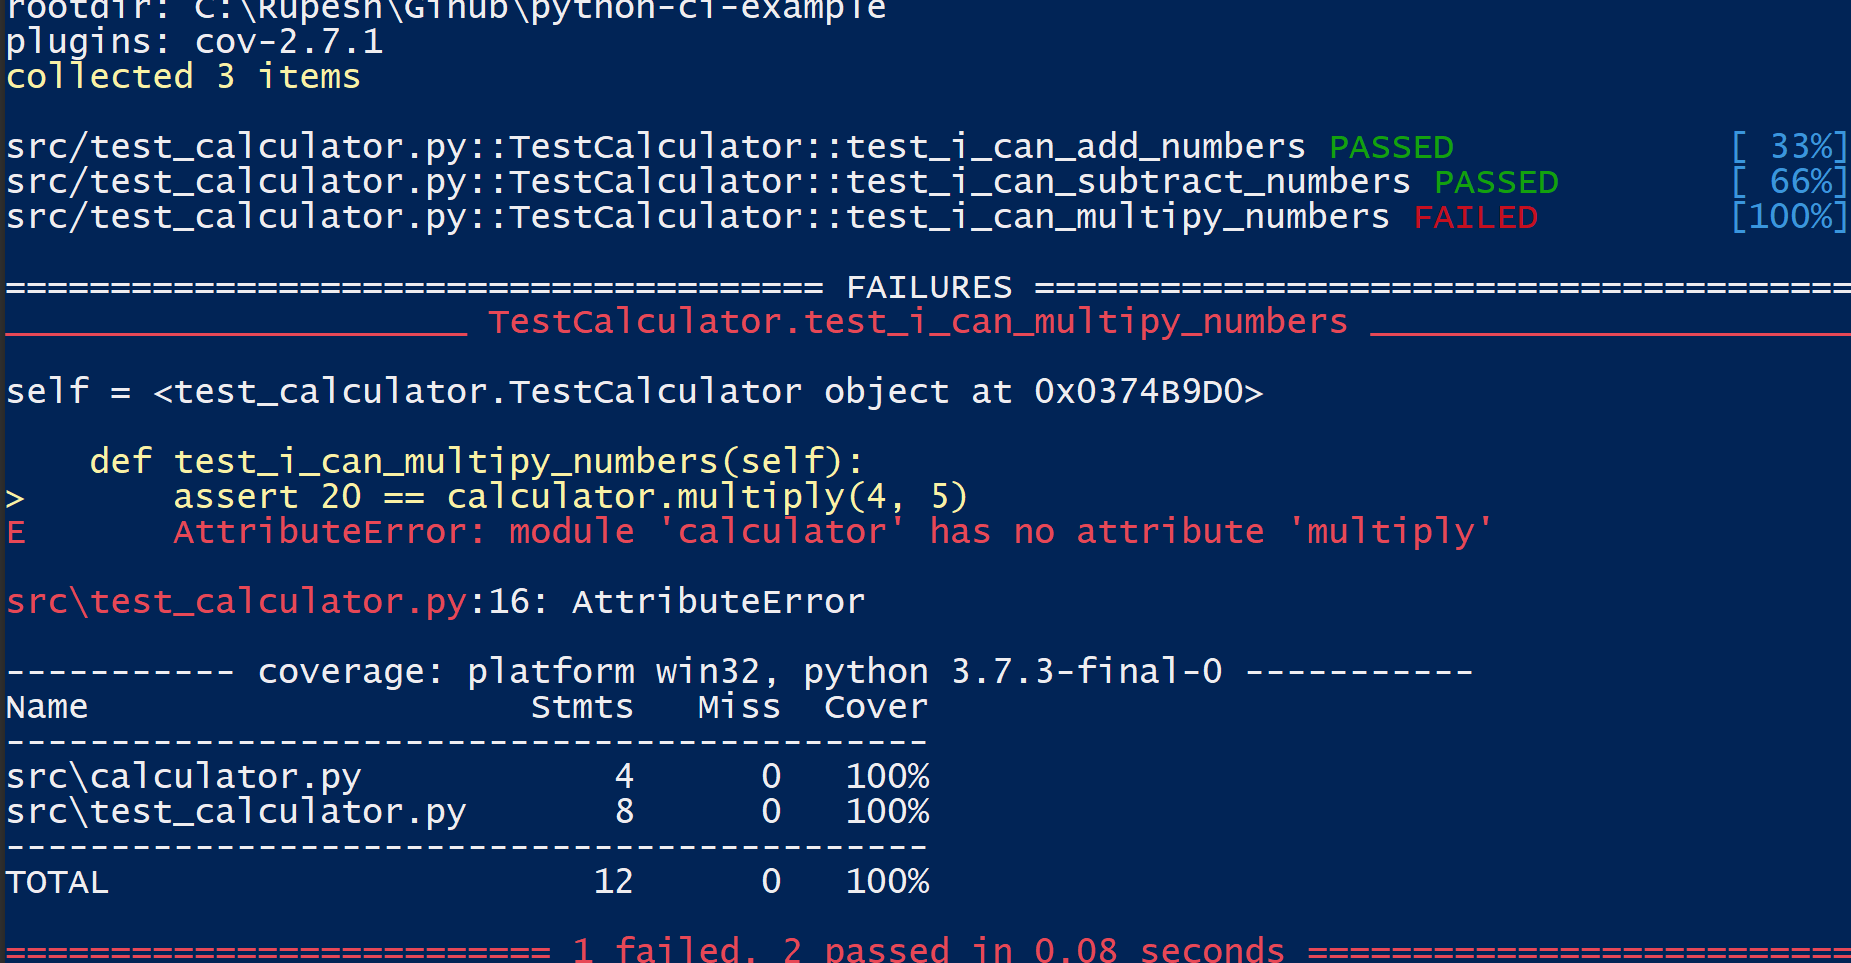 rootdir: C:\Rupesh\Gihub\python-ci-example
plugins: cov-2.7.1
collected 3 items
src/test_calculator.py::TestCalculator::test_i_can_add_numbers PASSED [ 33%]
src/test_calculator.py::TestCalculator::test_i_can_subtract_numbers PASSED [ 66%]
src/test_calculator.py::TestCalculator::test_i_can_multipy_numbers FAILED [100%]
======================================= FAILURES =======================================
______________________ TestCalculator.test_i_can_multipy_numbers _______________________
self = <test_calculator.TestCalculator object at 0x0374B9D0>
    def test_i_can_multipy_numbers(self):
>       assert 20 == calculator.multiply(4, 5)
E       AttributeError: module 'calculator' has no attribute 'multiply'
src\test_calculator.py:16: AttributeError
----------- coverage: platform win32, python 3.7.3-final-0 -----------
Name                     Stmts   Miss  Cover
--------------------------------------------
src\calculator.py            4      0   100%
src\test_calculator.py       8      0   100%
--------------------------------------------
TOTAL                       12      0   100%
========================== 1 failed, 2 passed in 0.08 seconds ==========================